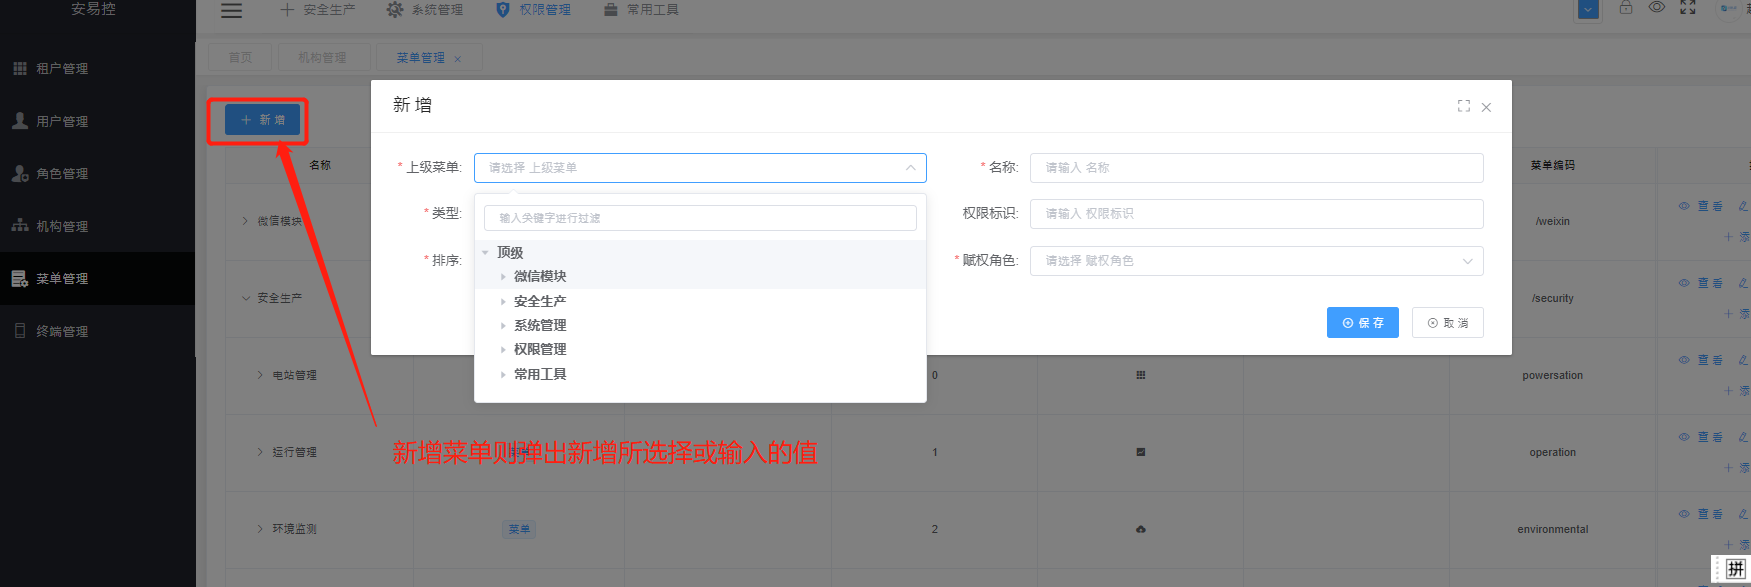 安易控
安全生产
系统管理
权限管理
常用工具
首页
机构管理
菜单管理
租户管理
用户管理
角色管理
机构管理
菜单管理
终端管理
新 增
新 增
* 上级菜单:
请选择 上级菜单
* 名称:
请输入 名称
* 类型:
权限标识:
请输入 权限标识
* 排序:
* 赋权角色:
请选择 赋权角色
输入关键字进行过滤
顶级
微信模块
安全生产
系统管理
权限管理
常用工具
保 存
取 消
名称
菜单编码
微信模块
/weixin
查 看
安全生产
/security
查 看
电站管理
0
powersation
查 看
新增菜单则弹出新增所选择或输入的值
运行管理
1
operation
查 看
环境监测
菜单
2
environmental
查 看
拼